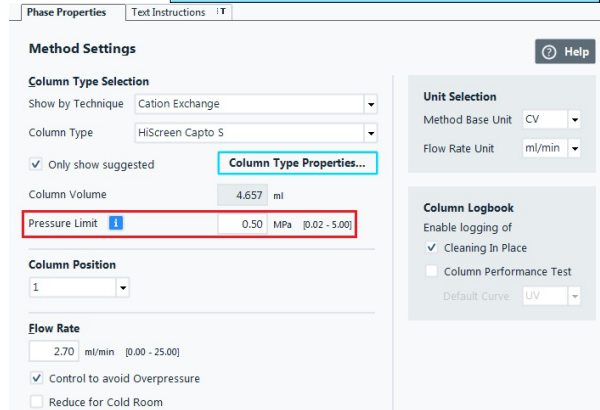 Phase Properties
Text Instructions
T
Method Settings
? Help
Column Type Selection
Show by Technique Cation Exchange
Column Type HiScreen Capto S
Only show suggested Column Type Properties...
Column Volume 4.657 ml
Pressure Limit i 0.50 MPa [0.02 - 5.00]
Column Position
1
Flow Rate
2.70 ml/min [0.00 - 25.00]
Control to avoid Overpressure
Reduce for Cold Room
Unit Selection
Method Base Unit CV
Flow Rate Unit ml/min
Column Logbook
Enable logging of
Cleaning In Place
Column Performance Test
Default Curve UV